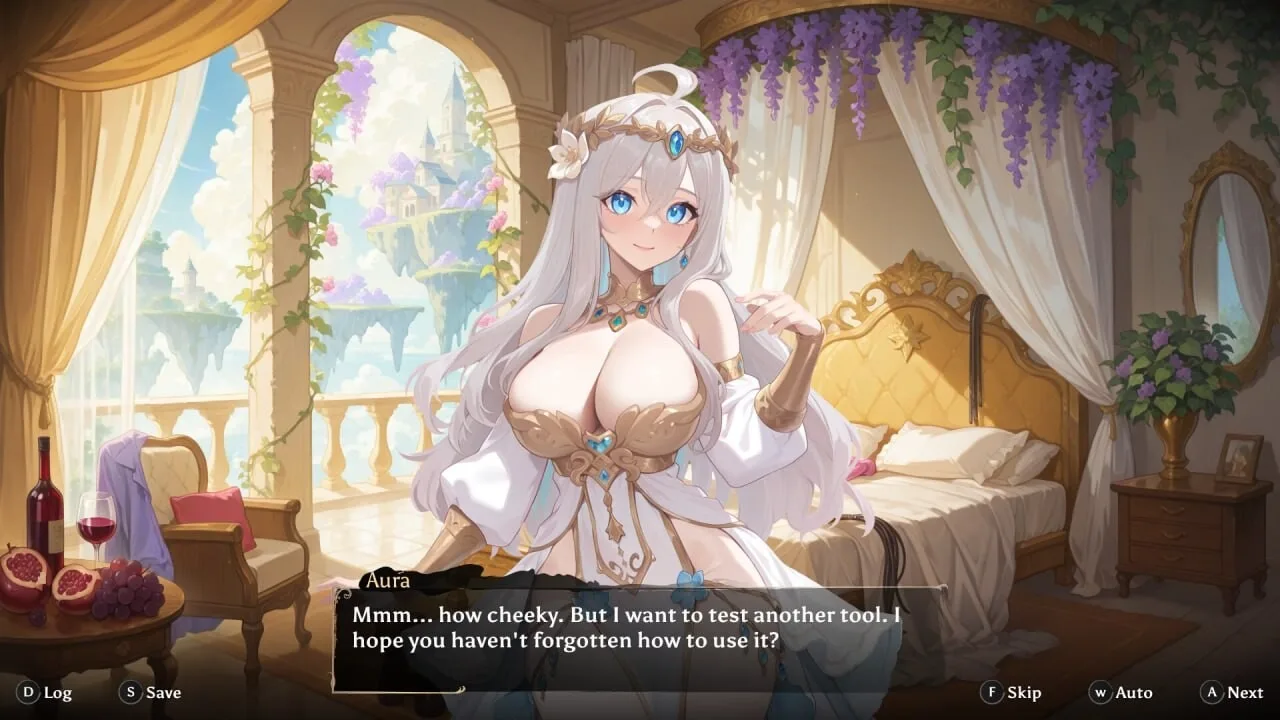 Aura
Mmm... how cheeky. But I want to test another tool. I
hope you haven't forgotten how to use it?
D Log
S Save
F Skip
W Auto
A Next